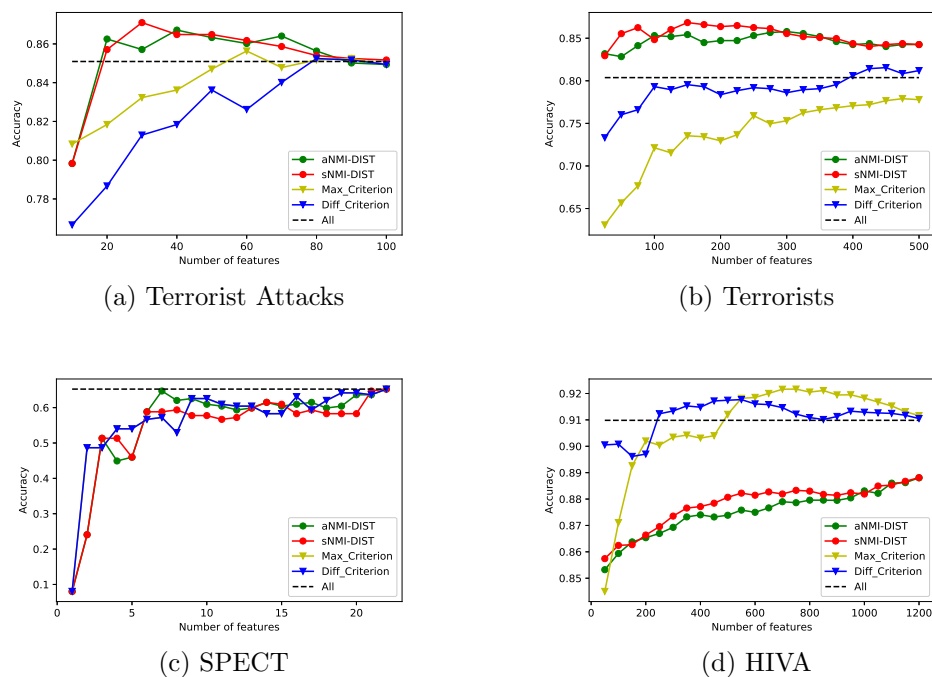 0.86
0.84
0.82
0.80
0.78
Accuracy
aNMI-DIST
sNMI-DIST
Max_Criterion
Diff_Criterion
All
20 40 60 80 100
Number of features
(a) Terrorist Attacks
0.85
0.80
0.75
0.70
0.65
Accuracy
aNMI-DIST
sNMI-DIST
Max_Criterion
Diff_Criterion
All
100 200 300 400 500
Number of features
(b) Terrorists
0.6
0.5
0.4
0.3
0.2
0.1
Accuracy
aNMI-DIST
sNMI-DIST
Max_Criterion
Diff_Criterion
All
0 5 10 15 20
Number of features
(c) SPECT
0.92
0.91
0.90
0.89
0.88
0.87
0.86
0.85
Accuracy
aNMI-DIST
sNMI-DIST
Max_Criterion
Diff_Criterion
All
0 200 400 600 800 1000 1200
Number of features
(d) HIVA